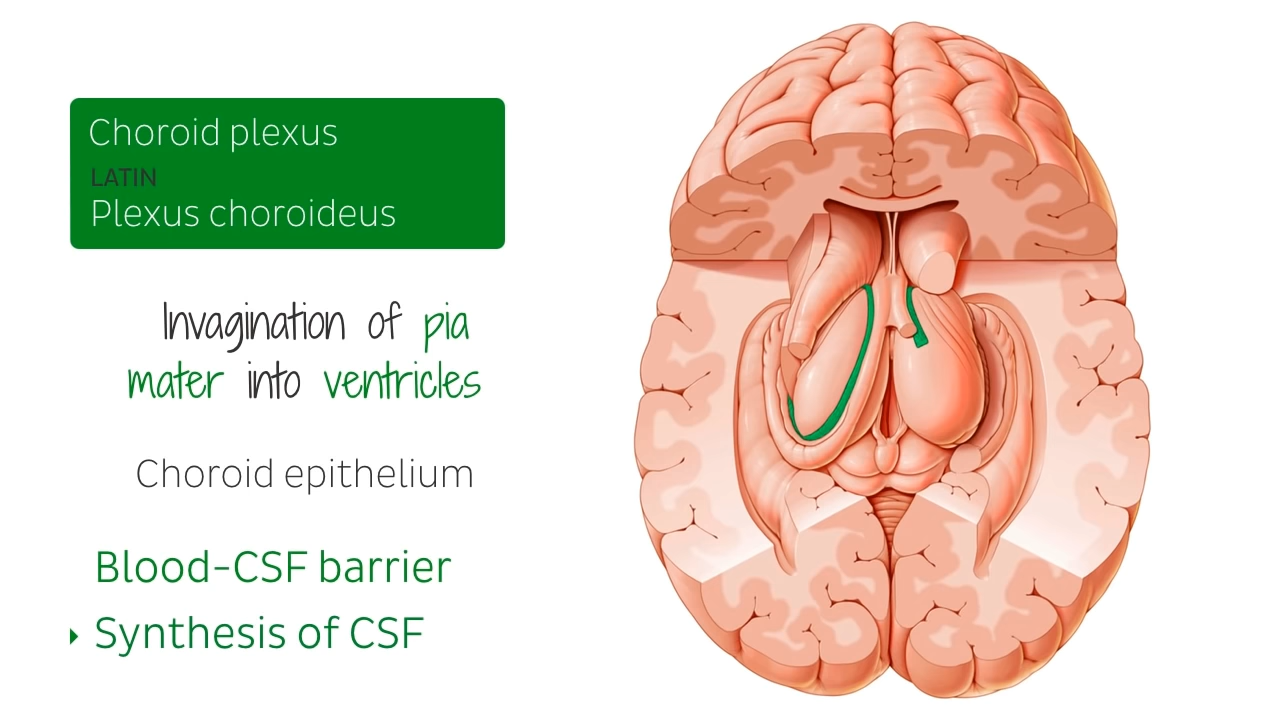 Choroid plexus
LATIN
Plexus choroideus
Invagination of pia
mater into ventricles
Choroid epithelium
Blood-CSF barrier
Synthesis of CSF